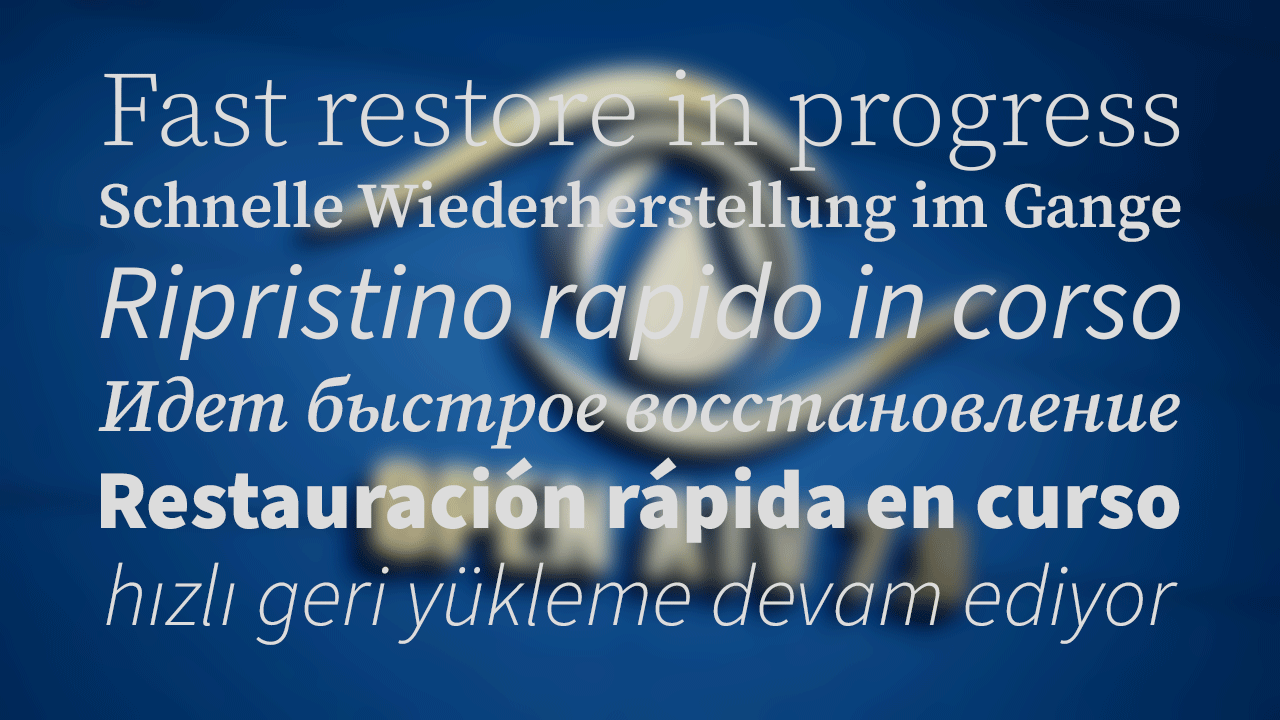 Fast restore in progress
Schnelle Wiederherstellung im Gange
Ripristino rapido in corso
Идет быстрое восстановление
Restauración rápida en curso
hızlı geri yükleme devam ediyor